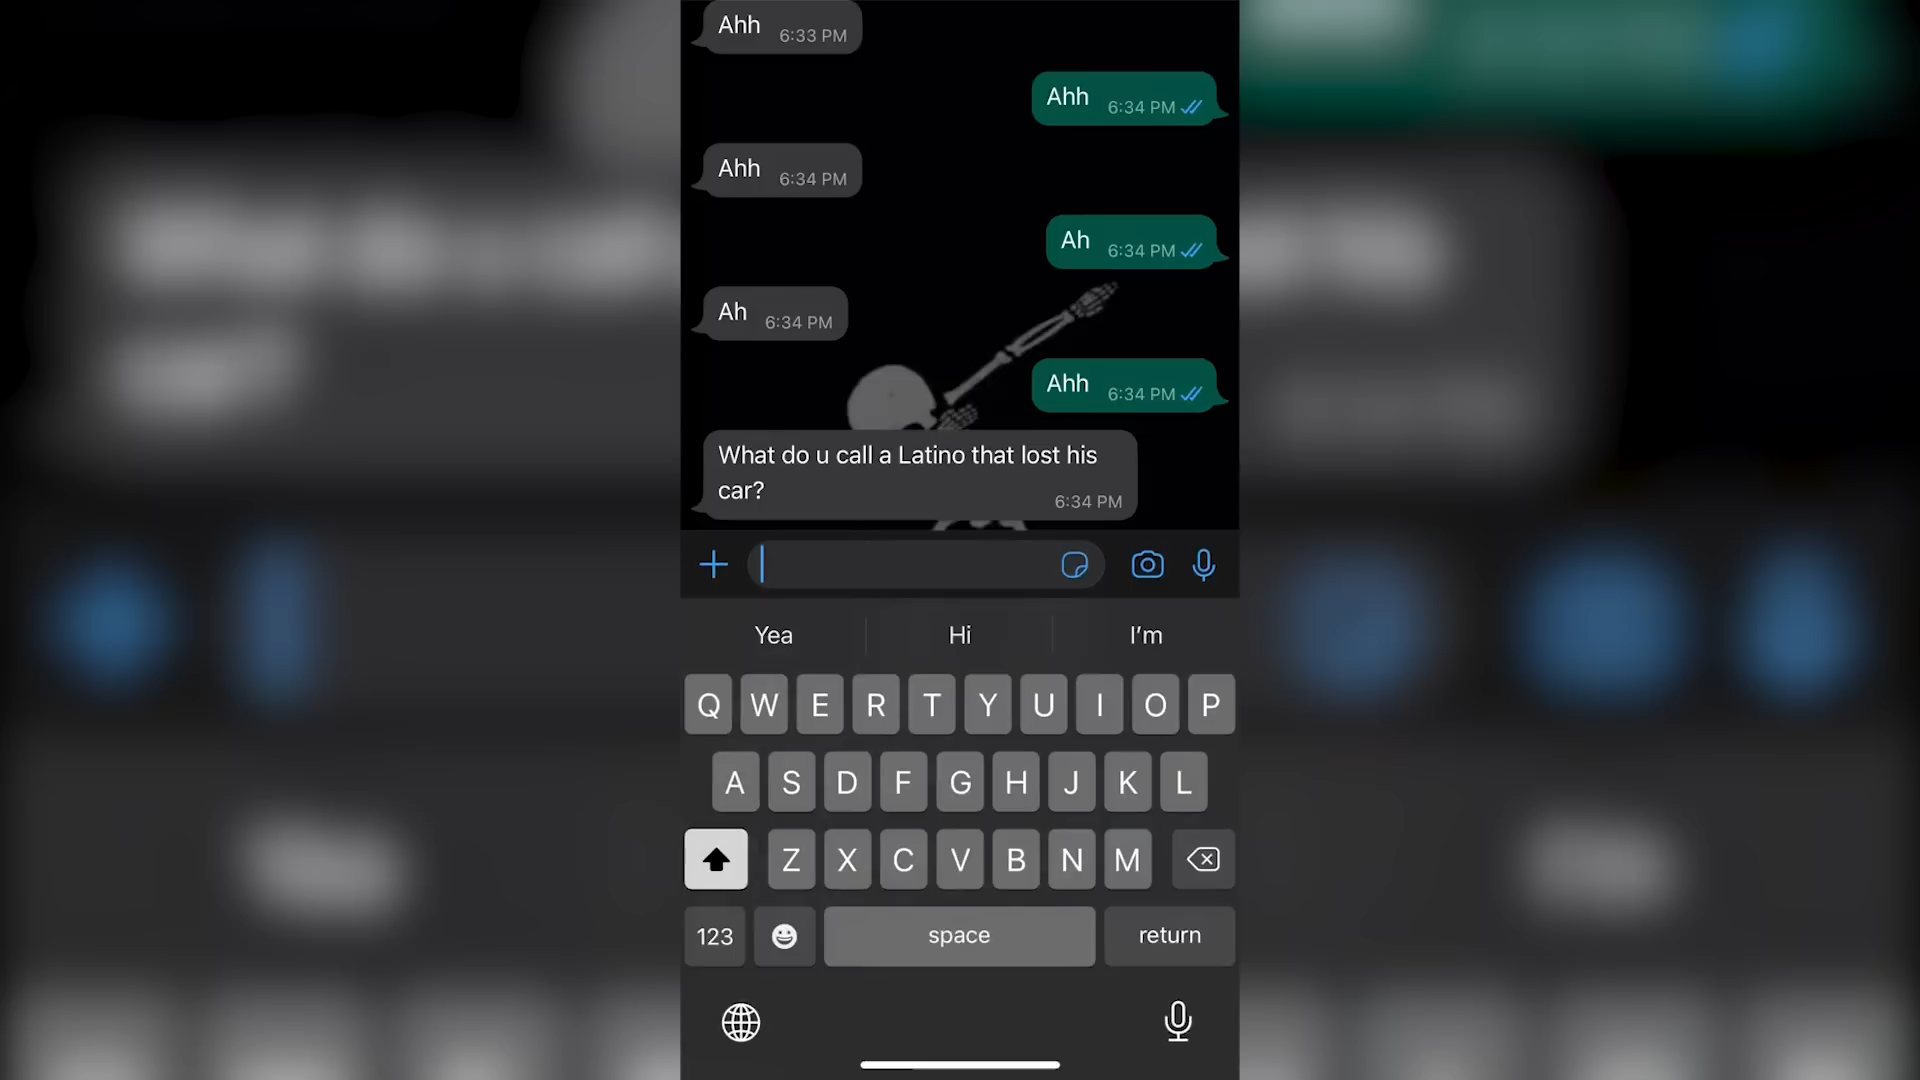 Ahh 6:33 PM
Ahh 6:34 PM
Ahh 6:34 PM
Ah 6:34 PM
Ah 6:34 PM
Ahh 6:34 PM
What do u call a Latino that lost his
car?
6:34 PM
Yea Hi I'm
Q W E R T Y U I O P
A S D F G H J K L
Z X C V B N M
123 space return